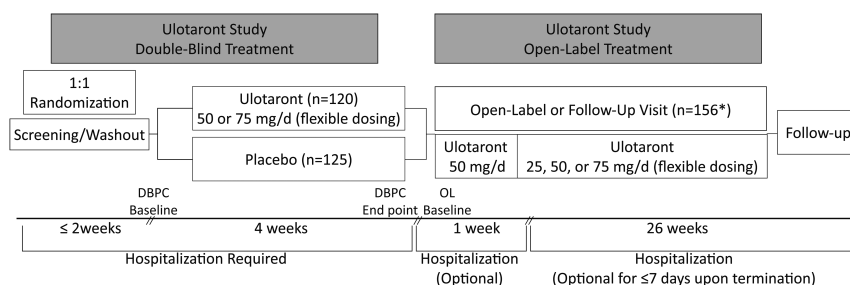 Ulotaront Study
Double-Blind Treatment
Ulotaront Study
Open-Label Treatment
1:1
Randomization
Screening/Washout
Ulotaront (n=120)
50 or 75 mg/d (flexible dosing)
Placebo (n=125)
Open-Label or Follow-Up Visit (n=156*)
Ulotaront
50 mg/d
Ulotaront
25, 50, or 75 mg/d (flexible dosing)
Follow-up
DBPC
Baseline
DBPC
End point
OL
Baseline
≤ 2weeks
4 weeks
1 week
26 weeks
Hospitalization Required
Hospitalization
(Optional)
Hospitalization
(Optional for ≤7 days upon termination)